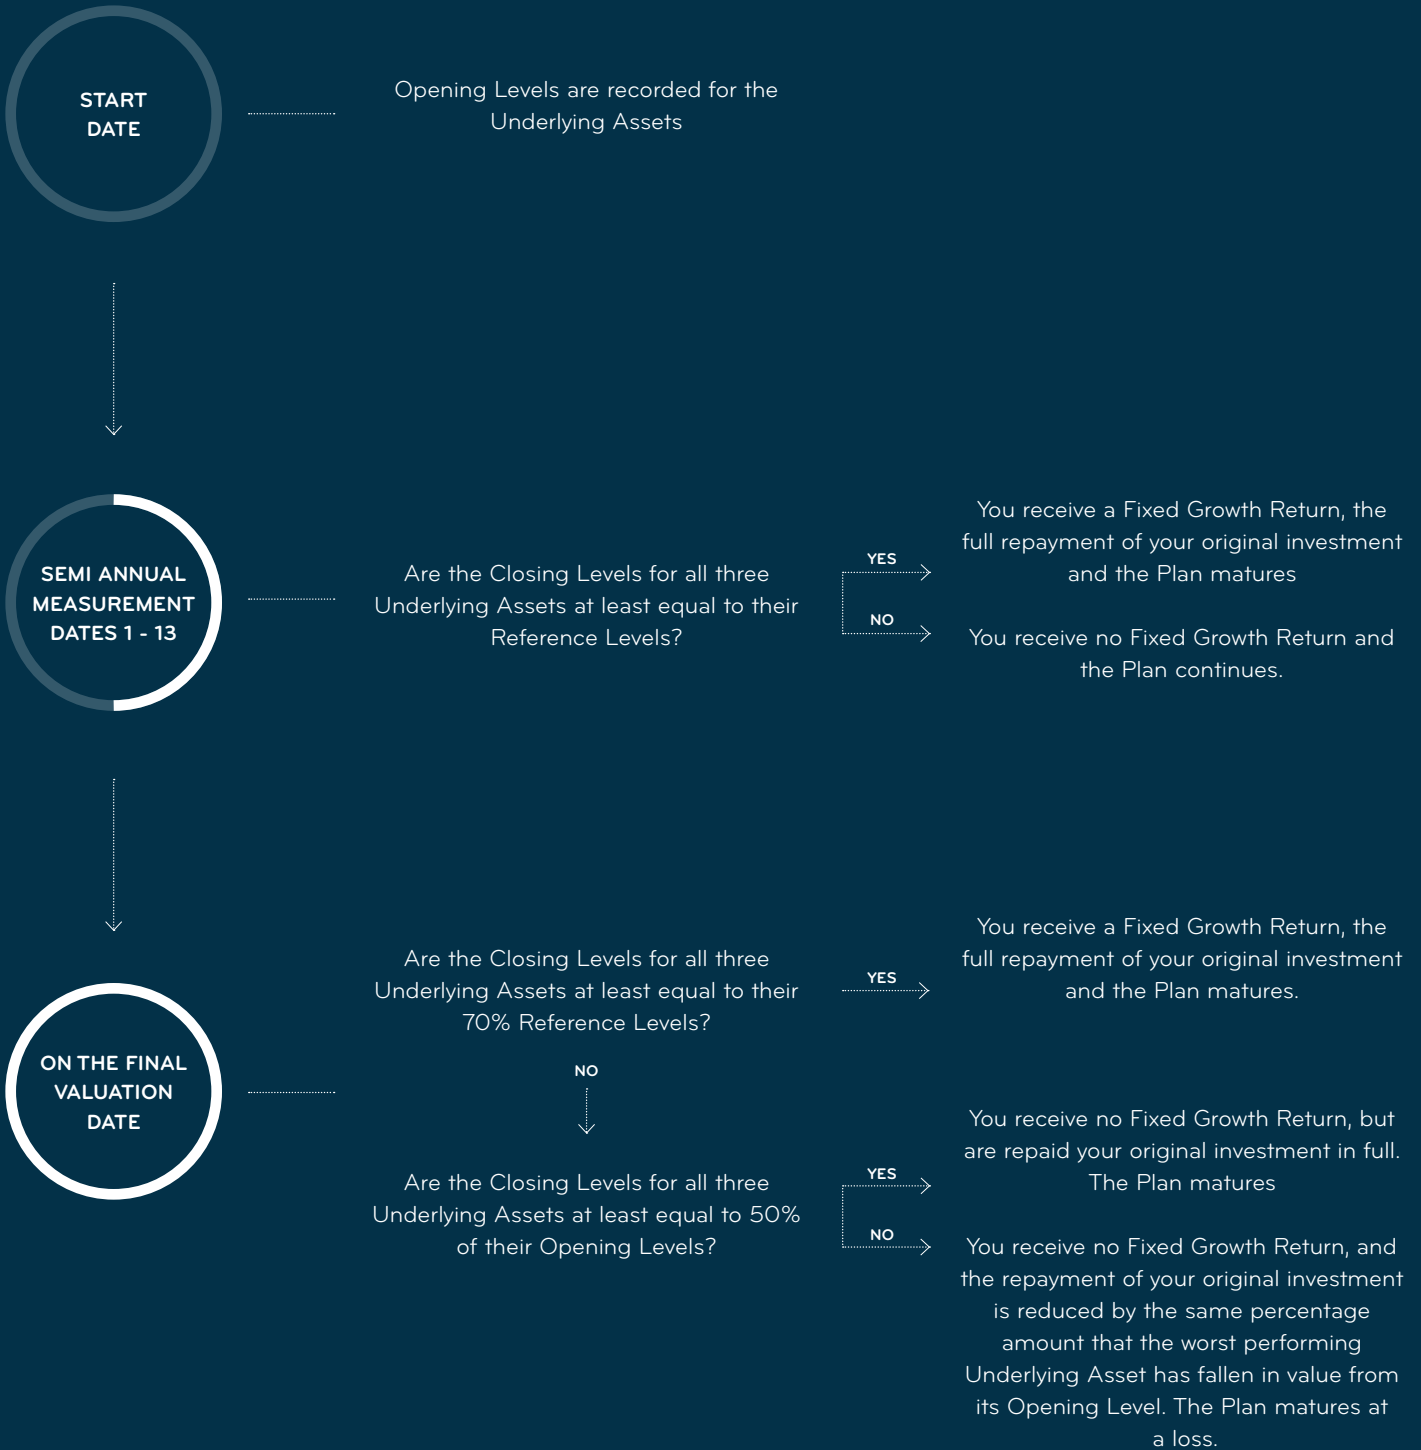 START
DATE
Opening Levels are recorded for the
Underlying Assets
SEMI ANNUAL
MEASUREMENT
DATES 1 - 13
Are the Closing Levels for all three
Underlying Assets at least equal to their
Reference Levels?
YES
You receive a Fixed Growth Return, the
full repayment of your original investment
and the Plan matures
NO
You receive no Fixed Growth Return and
the Plan continues.
ON THE FINAL
VALUATION
DATE
Are the Closing Levels for all three
Underlying Assets at least equal to their
70% Reference Levels?
YES
You receive a Fixed Growth Return, the
full repayment of your original investment
and the Plan matures.
NO
Are the Closing Levels for all three
Underlying Assets at least equal to 50%
of their Opening Levels?
YES
You receive no Fixed Growth Return, but
are repaid your original investment in full.
The Plan matures
NO
You receive no Fixed Growth Return, and
the repayment of your original investment
is reduced by the same percentage
amount that the worst performing
Underlying Asset has fallen in value from
its Opening Level. The Plan matures at
a loss.